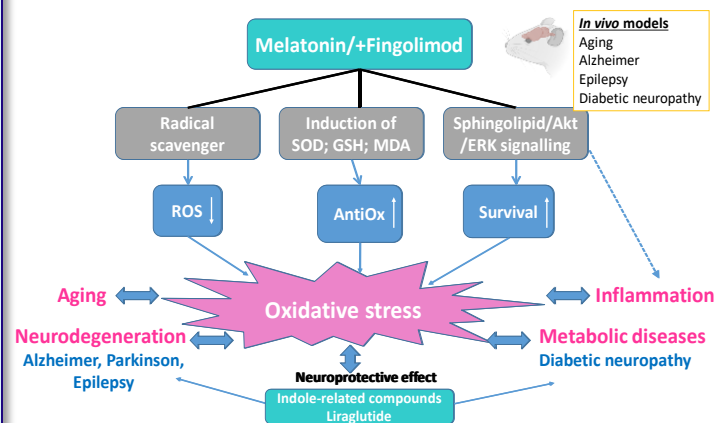 Melatonin/+Fingolimod
In vivo models
Aging
Alzheimer
Epilepsy
Diabetic neuropathy
Radical
scavenger
Induction of
SOD; GSH; MDA
Sphingolipid/Akt
/ERK signalling
ROS
AntiOx
Survival
Oxidative stress
Aging
Inflammation
Neurodegeneration
Alzheimer, Parkinson,
Epilepsy
Metabolic diseases
Diabetic neuropathy
Neuroprotective effect
Indole-related compounds
Liraglutide